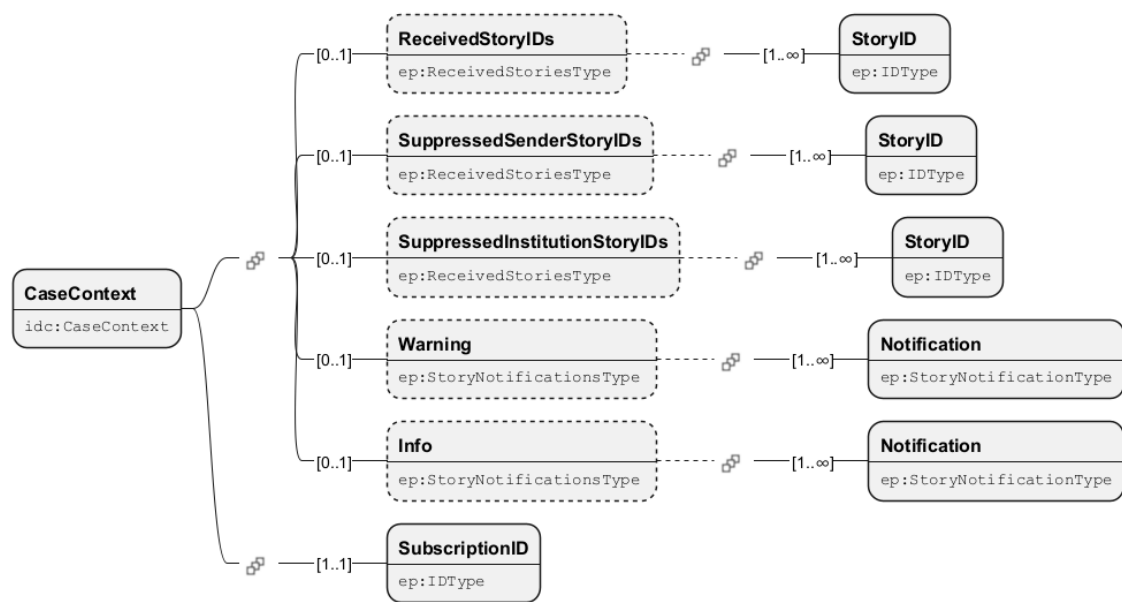 [0..1] ReceivedStoryIDs
ep:ReceivedStoriesType
[1..∞] StoryID
ep:IDType
[0..1] SuppressedSenderStoryIDs
ep:ReceivedStoriesType
[1..∞] StoryID
ep:IDType
[0..1] SuppressedInstitutionStoryIDs
ep:ReceivedStoriesType
[1..∞] StoryID
ep:IDType
CaseContext
idc:CaseContext
[0..1] Warning
ep:StoryNotificationsType
[1..∞] Notification
ep:StoryNotificationType
[0..1] Info
ep:StoryNotificationsType
[1..∞] Notification
ep:StoryNotificationType
[1..1] SubscriptionID
ep:IDType